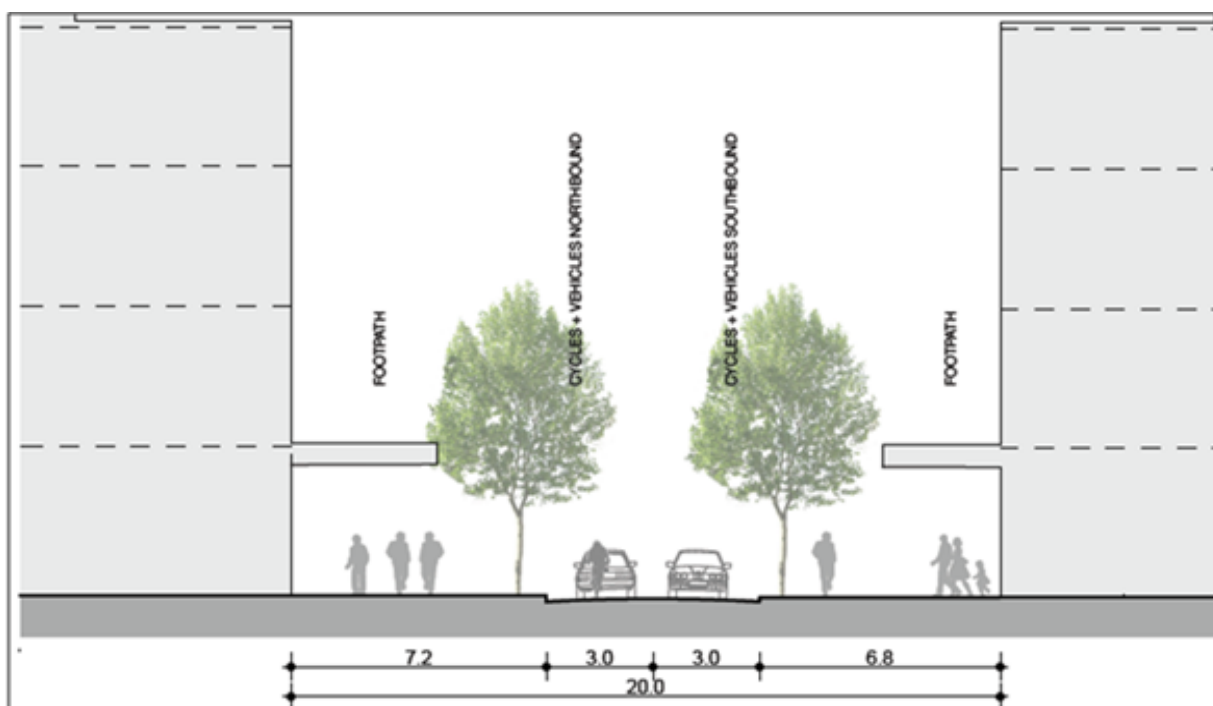 FOOTPATH
CYCLES + VEHICLES NORTHBOUND
CYCLES + VEHICLES SOUTHBOUND
FOOTPATH
7.2 3.0 3.0 6.8
20.0